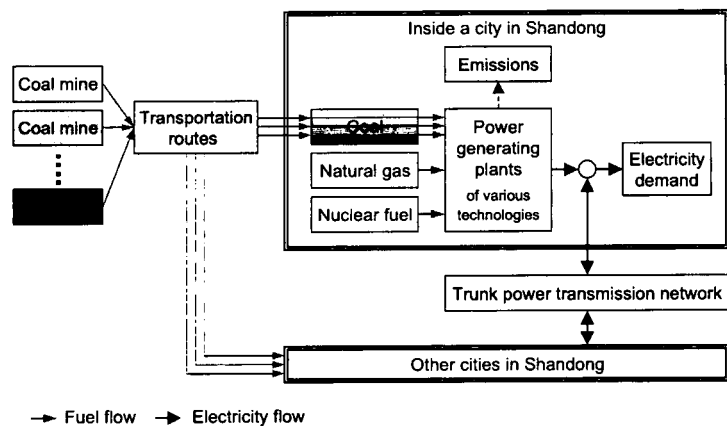 Inside a city in Shandong
Emissions
Coal mine
Coal mine
Transportation
routes
Coal
Power
generating
plants
of various
technologies
Natural gas
Nuclear fuel
Electricity
demand
Trunk power transmission network
Other cities in Shandong
Fuel flow
Electricity flow